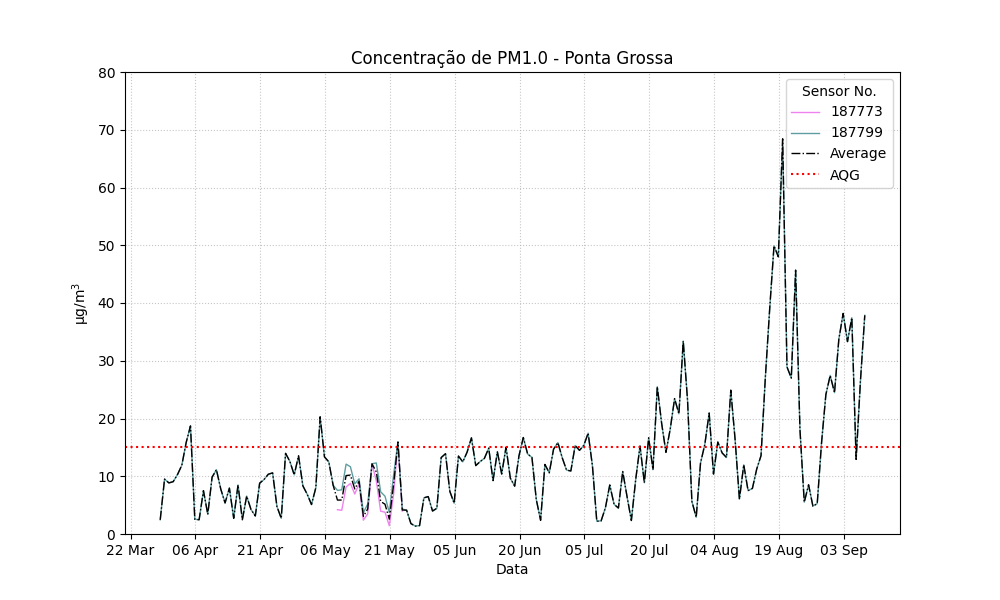 Concentração de PM1.0 - Ponta Grossa
80
70
60
50
40
30
20
10
0
μg/m³
Sensor No.
187773
187799
Average
AQG
22 Mar 06 Apr 21 Apr 06 May 21 May 05 Jun 20 Jun 05 Jul 20 Jul 04 Aug 19 Aug 03 Sep
Data